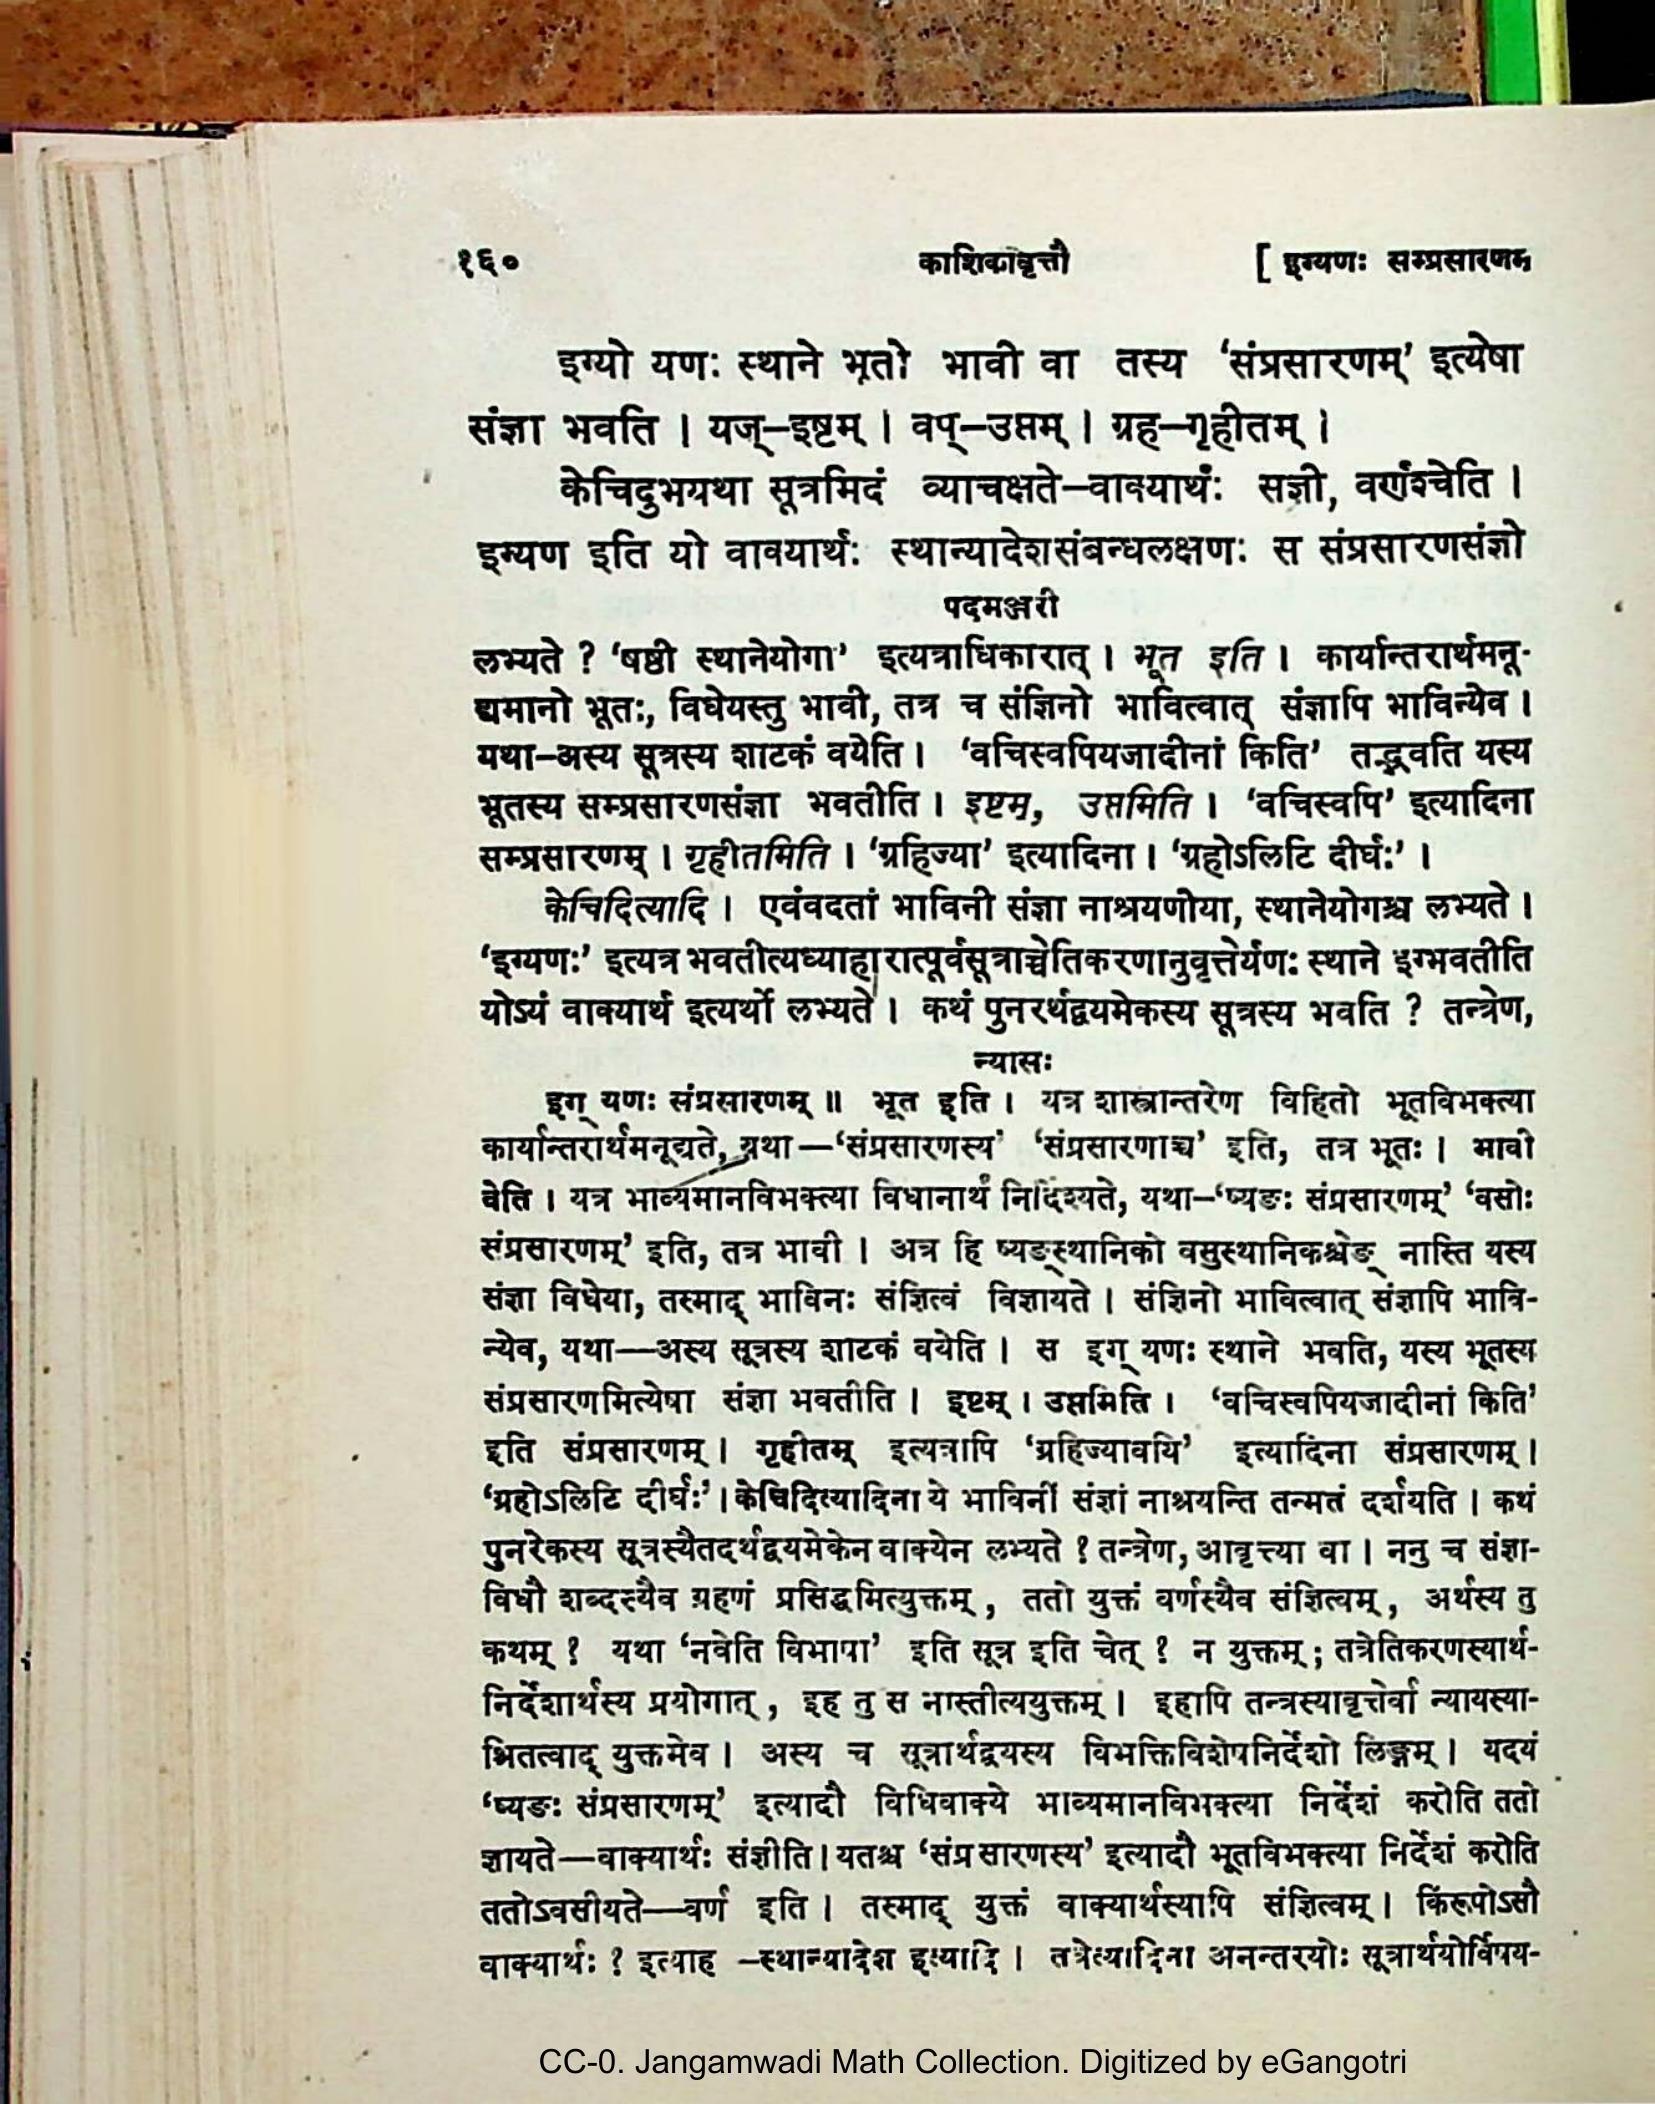 १६०	काशिकावृत्तौ	[ इग्यणः सम्प्रसारणम्
इग्यो यणः स्थाने भूतो भावी वा तस्य ‘संप्रसारणम्’ इत्येषा
संज्ञा भवति । यज्–इष्टम् । वप्–उप्तम् । ग्रह–गृहीतम् ।
केचिदुभयथा सूत्रमिदं व्याचक्षते–वाक्यार्थः सज्ञी, वर्णश्चेति ।
इग्यण इति यो वाक्यार्थः स्थान्यादेशसंबन्धलक्षणः स संप्रसारणसंज्ञो
पदमञ्जरी
लभ्यते ? ‘षष्ठी स्थानेयोगा’ इत्यत्राधिकारात् । भूत इति । कार्यान्तरार्थमनू-
द्यमानो भूतः, विधेयस्तु भावी, तत्र च संज्ञिनो भावित्वात् संज्ञापि भाविन्येव ।
यथा–अस्य सूत्रस्य शाटकं वयेति । ‘वचिस्वपियजादीनां किति’ तद्भवति यस्य
भूतस्य सम्प्रसारणसंज्ञा भवतीति । इष्टम्, उप्तमिति । ‘वचिस्वपि’ इत्यादिना
सम्प्रसारणम् । गृहीतमिति । ‘ग्रहिज्या’ इत्यादिना । ‘ग्रहोऽलिटि दीर्घः’ ।
केचिदित्यादि । एवंवदतां भाविनी संज्ञा नाश्रयणीया, स्थानेयोगश्च लभ्यते ।
‘इग्यणः’ इत्यत्र भवतीत्यध्याहारात्पूर्वसूत्राच्चेतिकरणानुवृत्तेर्यणः स्थाने इग्भवतीति
योऽयं वाक्यार्थ इत्यर्थो लभ्यते । कथं पुनरर्थद्वयमेकस्य सूत्रस्य भवति ? तन्त्रेण,
न्यासः
इग् यणः संप्रसारणम् ॥ भूत इति । यत्र शास्त्रान्तरेण विहितो भूतविभक्त्या
कार्यान्तरार्थमनूद्यते, यथा—‘संप्रसारणस्य’ ‘संप्रसारणाच्च’ इति, तत्र भूतः । भावी
वेति । यत्र भाव्यमानविभक्त्या विधानार्थं निर्दिश्यते, यथा–‘ष्यङः संप्रसारणम्’ ‘वसोः
संप्रसारणम्’ इति, तत्र भावी । अत्र हि ष्यङ्स्थानिको वसुस्थानिकश्चेङ् नास्ति यस्य
संज्ञा विधेया, तस्माद् भाविनः संज्ञित्वं विज्ञायते । संज्ञिनो भावित्वात् संज्ञापि भावि-
न्येव, यथा—अस्य सूत्रस्य शाटकं वयेति । स इग् यणः स्थाने भवति, यस्य भूतस्य
संप्रसारणमित्येषा संज्ञा भवतीति । इष्टम् । उप्तमिति । ‘वचिस्वपियजादीनां किति’
इति संप्रसारणम् । गृहीतम् इत्यत्रापि ‘ग्रहिज्यावयि’ इत्यादिना संप्रसारणम् ।
‘ग्रहोऽलिटि दीर्घः’ । केचिदित्यादिना ये भाविनीं संज्ञां नाश्रयन्ति तन्मतं दर्शयति । कथं
पुनरेकस्य सूत्रस्यैतदर्थद्वयमेकेन वाक्येन लभ्यते ? तन्त्रेण, आवृत्त्या वा । ननु च संज्ञा-
विधौ शब्दस्यैव ग्रहणं प्रसिद्धमित्युक्तम्, ततो युक्तं वर्णस्यैव संज्ञित्वम्, अर्थस्य तु
कथम् ? यथा ‘नवेति विभाषा’ इति सूत्र इति चेत् ? न युक्तम् ; तत्रेतिकरणस्यार्थ-
निर्देशार्थस्य प्रयोगात्, इह तु स नास्तीत्ययुक्तम् । इहापि तन्त्रस्यावृत्तेर्वा न्यायस्या-
श्रितत्वाद् युक्तमेव । अस्य च सूत्रार्थद्वयस्य विभक्तिविशेषनिर्देशो लिङ्गम् । यदयं
‘ष्यङः संप्रसारणम्’ इत्यादौ विधिवाक्ये भाव्यमानविभक्त्या निर्देशं करोति ततो
ज्ञायते—वाक्यार्थः संज्ञीति । यतश्च ‘संप्रसारणस्य’ इत्यादौ भूतविभक्त्या निर्देशं करोति
ततोऽवसीयते—वर्ण इति । तस्माद् युक्तं वाक्यार्थस्यापि संज्ञित्वम् । किंरूपोऽसौ
वाक्यार्थः ? इत्याह –स्थान्यादेश इत्यादि । तत्रेत्यादिना अनन्तरयोः सूत्रार्थयोर्विषय-
CC-0. Jangamwadi Math Collection. Digitized by eGangotri